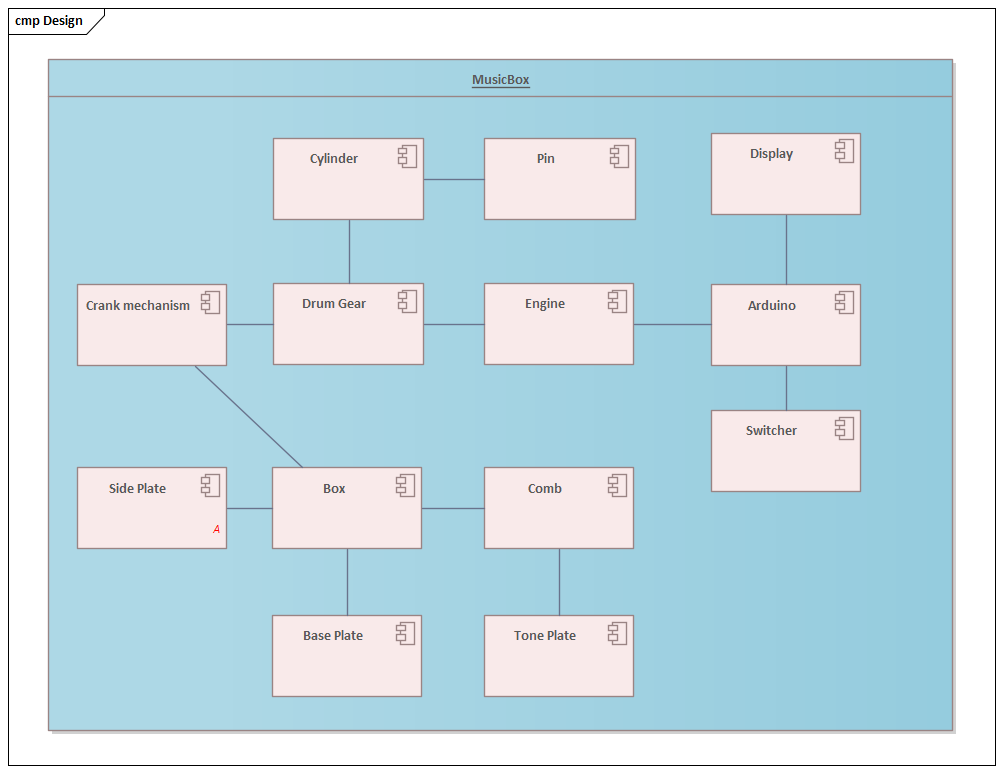 cmp Design
MusicBox
Cylinder
Pin
Display
Crank mechanism
Drum Gear
Engine
Arduino
Switcher
Side Plate
A
Box
Comb
Base Plate
Tone Plate